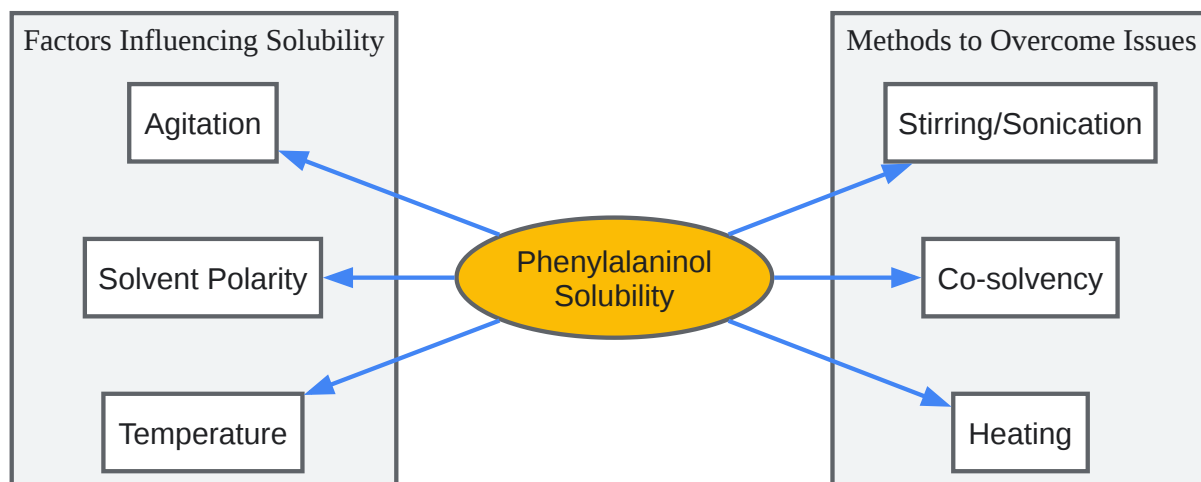 Factors Influencing Solubility
Agitation
Solvent Polarity
Temperature
Phenylalaninol
Solubility
Methods to Overcome Issues
Stirring/Sonication
Co-solvency
Heating